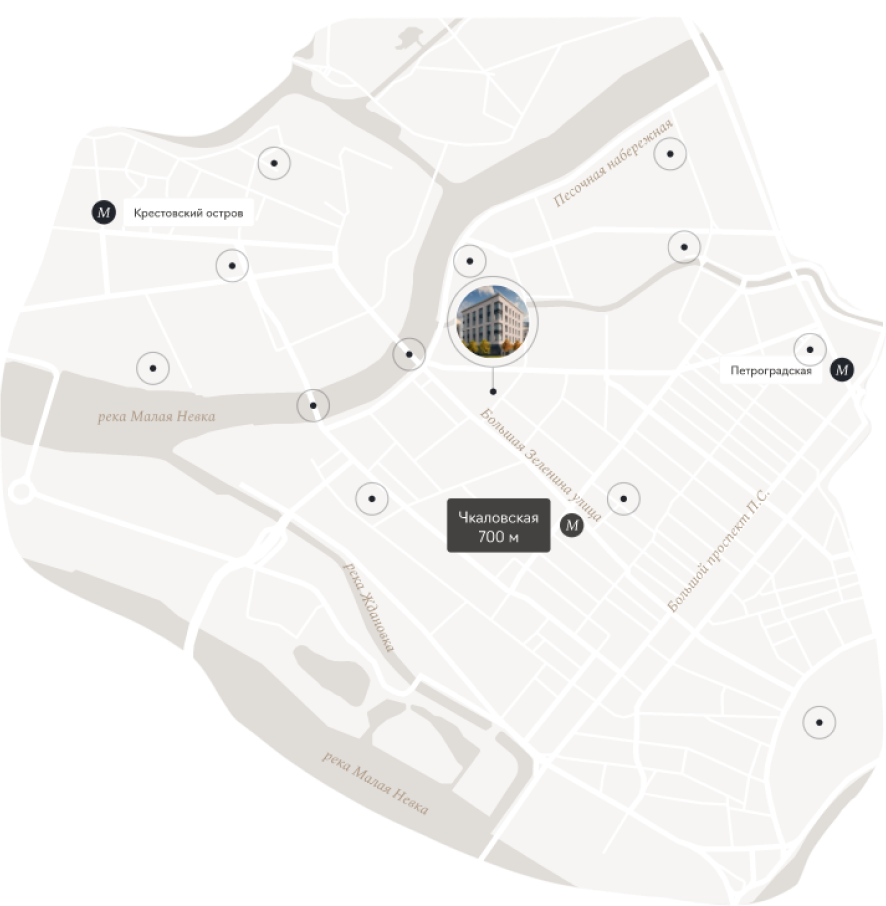 Песочная набережная
М
Крестовский остров
Петроградская
М
река Малая Невка
Большая Зеленина улица
Чкаловская
700 м
М
Большой проспект П.С.
река Ждановка
река Малая Невка